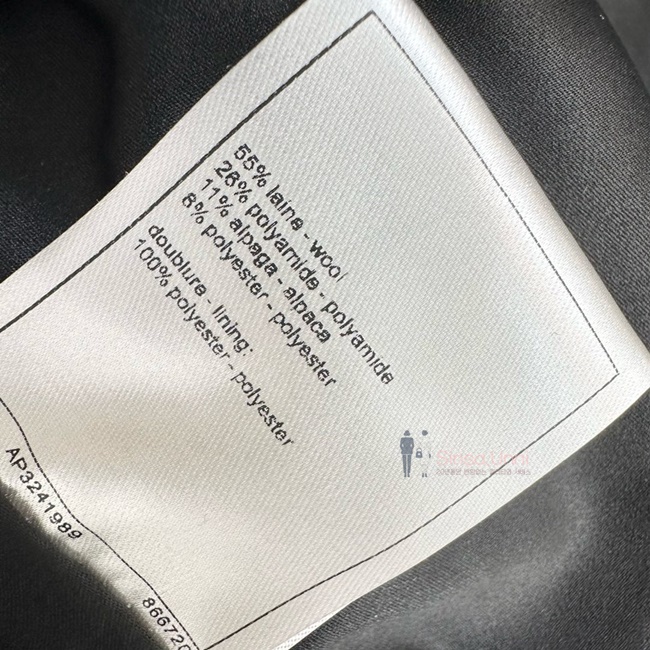 55% laine - wool
26% polyamide - polyamide
11% alpaga - alpaca
8% polyester - polyester
doublure - lining:
100% polyester - polyester
AP3241989
86672